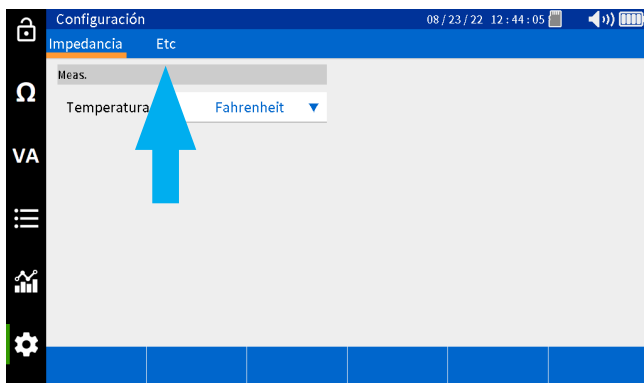 Configuración
08/23/22 12:44:05
Impedancia Etc
Meas.
Ω
Temperatura Fahrenheit
VA